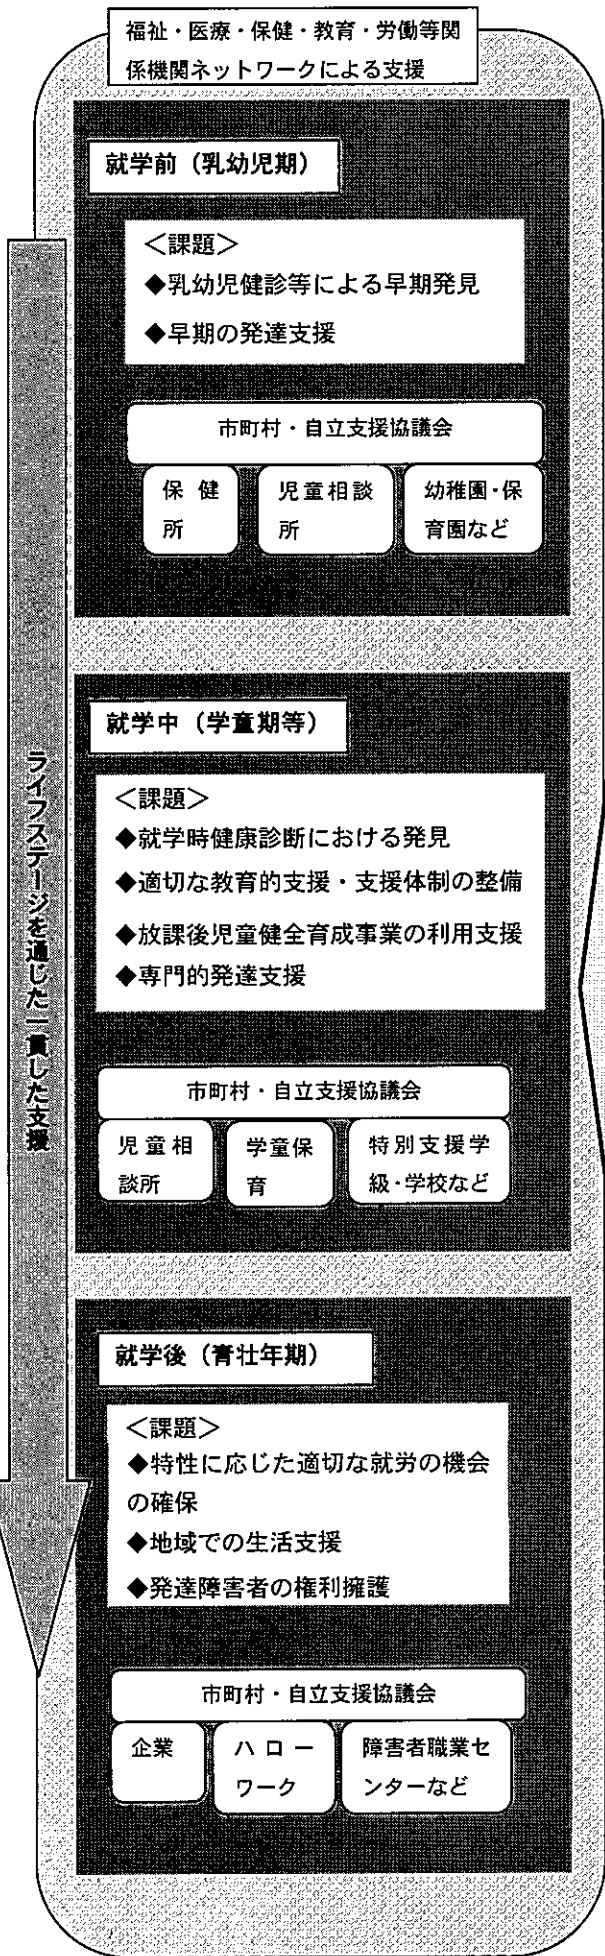 福祉・医療・保健・教育・労働等関
係機関ネットワークによる支援
就学前（乳幼児期）
＜課題＞
◆乳幼児健診等による早期発見
◆早期の発達支援
市町村・自立支援協議会
保健
所
児童相談
所
幼稚園・保
育園など
ライフステージを通じた一貫した支援
就学中（学童期等）
＜課題＞
◆就学時健康診断における発見
◆適切な教育的支援・支援体制の整備
◆放課後児童健全育成事業の利用支援
◆専門的発達支援
市町村・自立支援協議会
児童相
談所
学童保
育
特別支援学
級・学校など
就学後（青壮年期）
＜課題＞
◆特性に応じた適切な就労の機会
の確保
◆地域での生活支援
◆発達障害者の権利擁護
市町村・自立支援協議会
企業
ハロー
ワーク
障害者職業セ
ンターなど